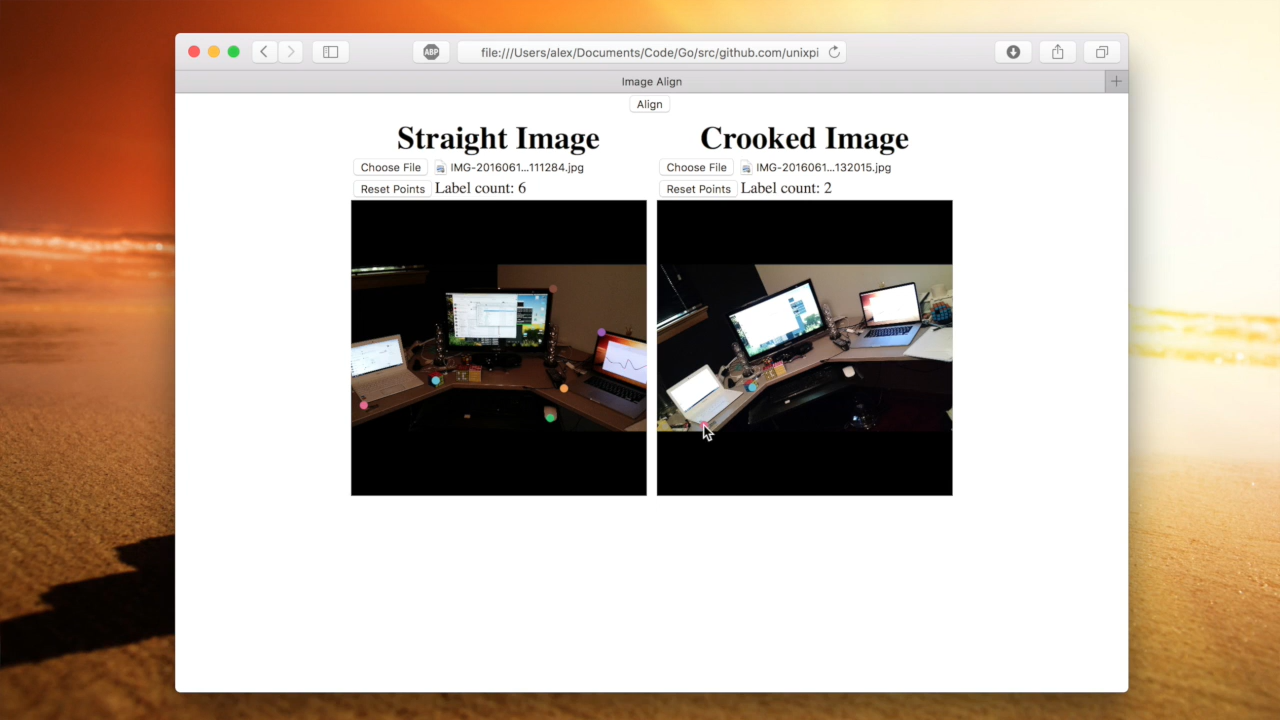 ABP
file:///Users/alex/Documents/Code/Go/src/github.com/unixpi
Image Align
Align
Straight Image
Crooked Image
Choose File
IMG-2016061...111284.jpg
Choose File
IMG-2016061...132015.jpg
Reset Points
Label count: 6
Reset Points
Label count: 2